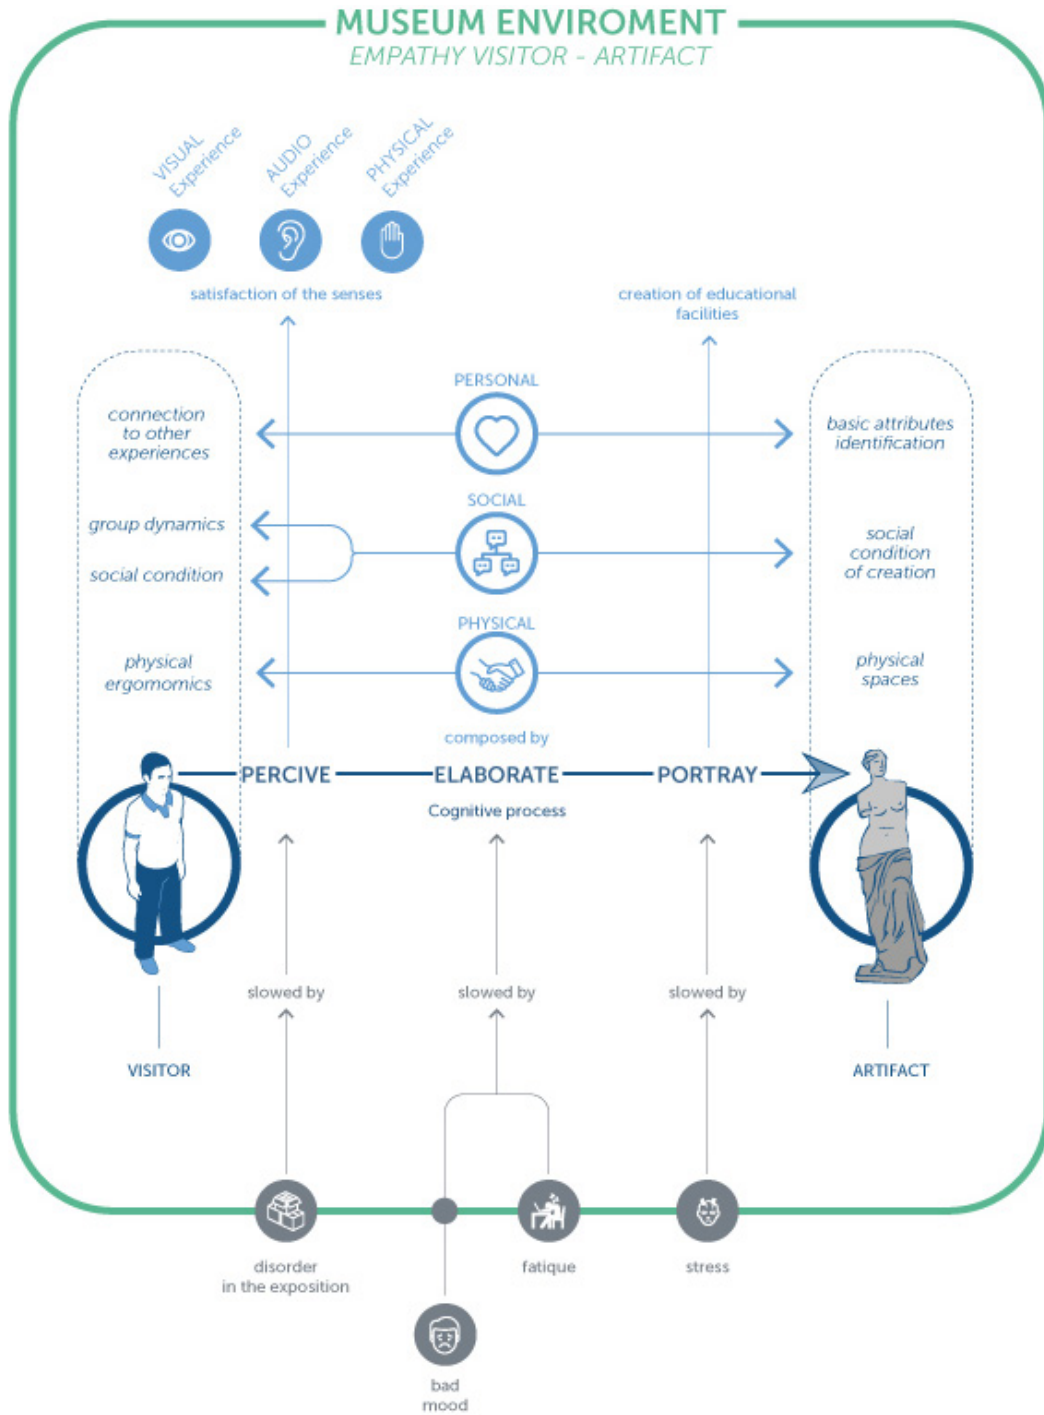 MUSEUM ENVIROMENT
EMPATHY VISITOR - ARTIFACT
VISUAL
Experience
AUDIO
Experience
PHYSICAL
Experience
satisfaction of the senses
creation of educational
facilities
PERSONAL
connection
to other
experiences
basic attributes
identification
SOCIAL
group dynamics
social condition
social
condition
of creation
PHYSICAL
physical
ergomomics
physical
spaces
composed by
PERCIVE
ELABORATE
PORTRAY
Cognitive process
slowed by
slowed by
slowed by
VISITOR
ARTIFACT
disorder
in the exposition
fatique
stress
bad
mood